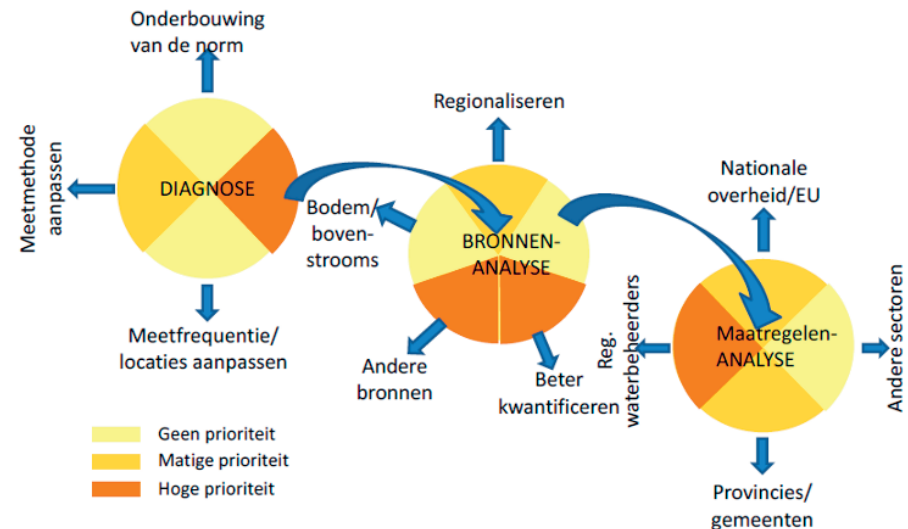 Onderbouwing
van de norm
Meetmethode
aanpassen
DIAGNOSE
Meetfrequentie/
locaties aanpassen
Regionaliseren
Bodem/
boven-
strooms
BRONNEN-
ANALYSE
Andere
bronnen
Beter
kwantificeren
Nationale
overheid/EU
Reg.
waterbeheerders
Maatregelen-
ANALYSE
Andere sectoren
Provincies/
gemeenten
Geen prioriteit
Matige prioriteit
Hoge prioriteit